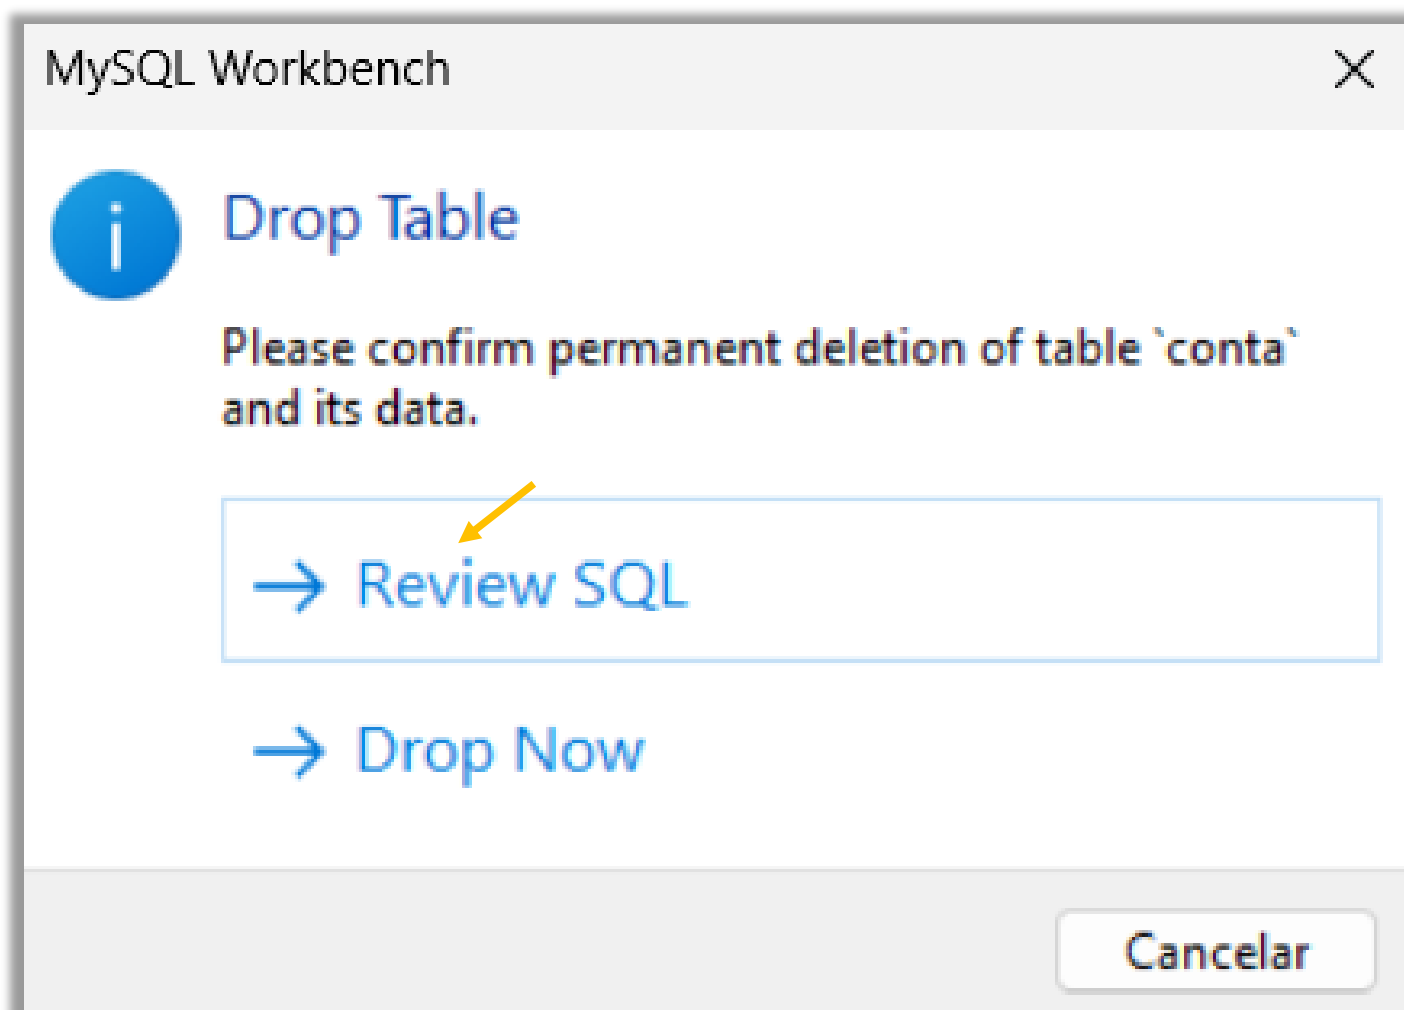 MySQL Workbench
Drop Table
Please confirm permanent deletion of table `conta`
and its data.
Review SQL
Drop Now
Cancelar